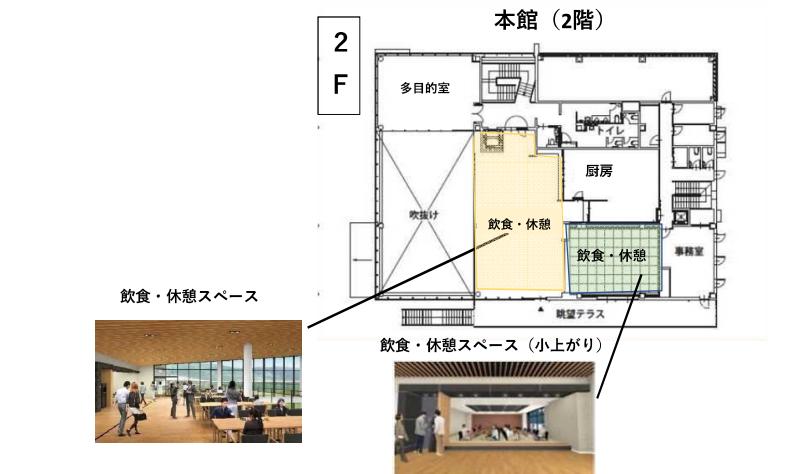 本館（2階）
2
F
多目的室
トイレ
厨房
吹抜け
飲食・休憩
飲食・休憩
事務室
飲食・休憩スペース
眺望テラス
飲食・休憩スペース（小上がり）